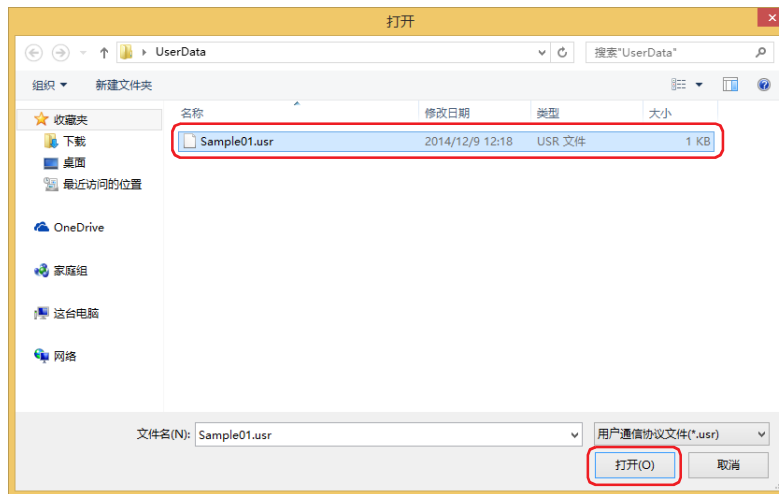 打开
UserData
搜索"UserData"
组织
新建文件夹
收藏夹
下载
桌面
最近访问的位置
OneDrive
家庭组
这台电脑
网络
名称 修改日期 类型 大小
Sample01.usr 2014/12/9 12:18 USR 文件 1 KB
文件名(N): Sample01.usr 用户通信协议文件(*.usr)
打开(O) 取消